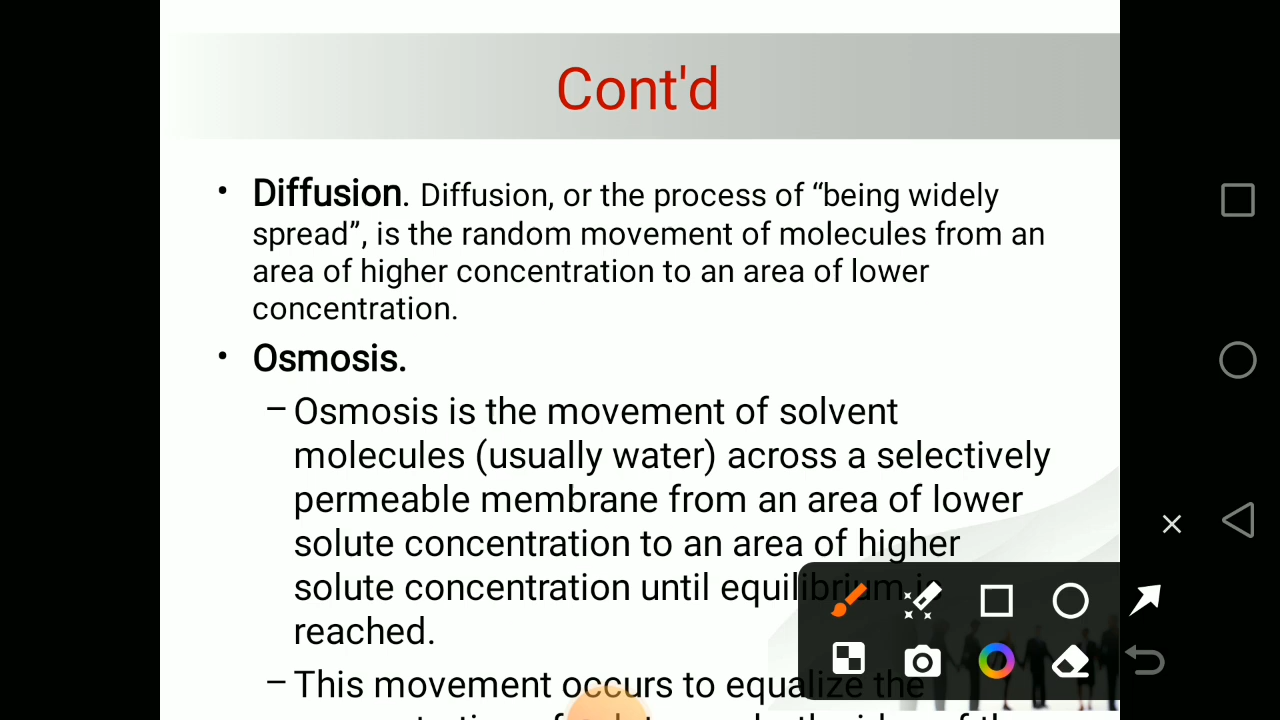 Cont'd
• Diffusion. Diffusion, or the process of “being widely
spread”, is the random movement of molecules from an
area of higher concentration to an area of lower
concentration.
• Osmosis.
– Osmosis is the movement of solvent
molecules (usually water) across a selectively
permeable membrane from an area of lower
solute concentration to an area of higher
solute concentration until equilibrium is
reached.
– This movement occurs to equalize the